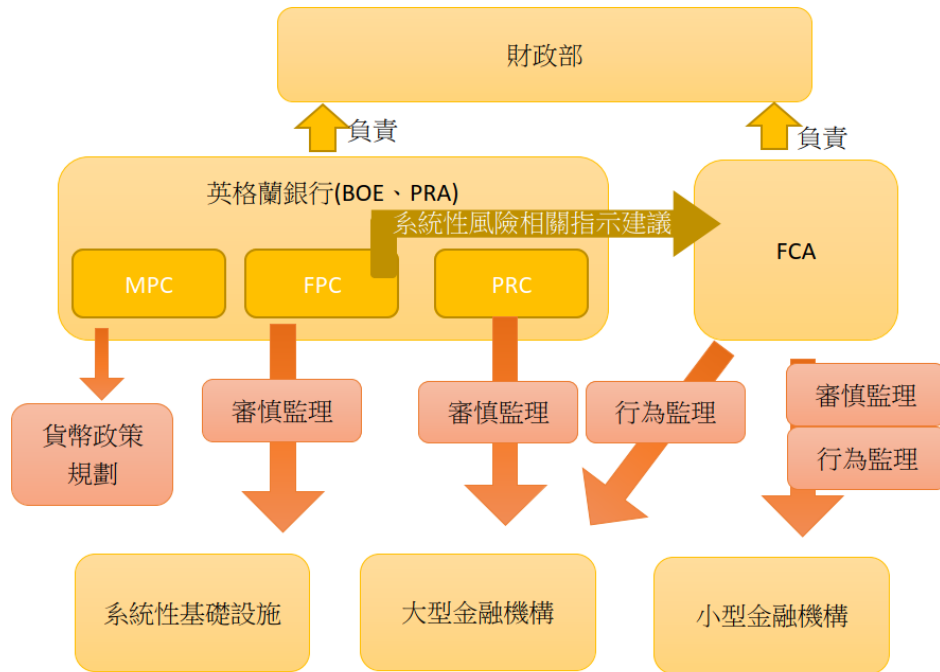 財政部
負責
負責
英格蘭銀行(BOE、PRA)
系統性風險相關指示建議
FCA
MPC
FPC
PRC
貨幣政策
規劃
審慎監理
審慎監理
行為監理
審慎監理
行為監理
系統性基礎設施
大型金融機構
小型金融機構